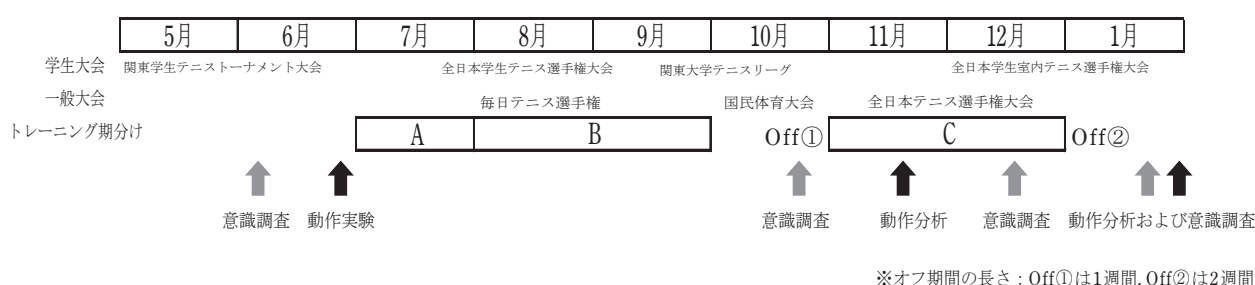 5月 6月 7月 8月 9月 10月 11月 12月 1月
学生大会 関東学生テニストーナメント大会 全日本学生テニス選手権大会 関東大学テニスリーグ 全日本学生室内テニス選手権大会
一般大会 毎日テニス選手権 国民体育大会 全日本テニス選手権大会
トレーニング期分け A B Off① C Off②
意識調査 動作実験 意識調査 動作分析 意識調査 動作分析および意識調査
※オフ期間の長さ：Off①は1週間, Off②は2週間